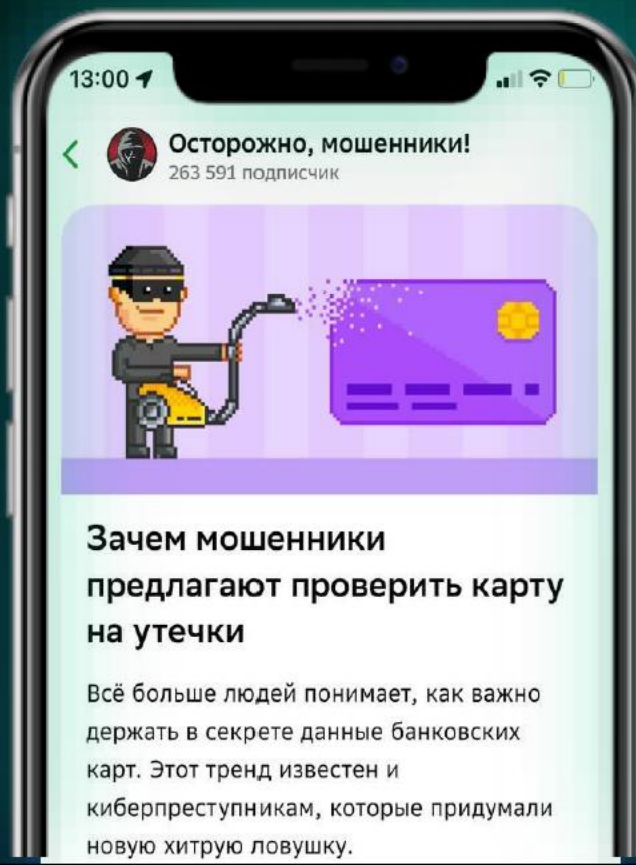 13:00
Осторожно, мошенники!
263 591 подписчик
Зачем мошенники
предлагают проверить карту
на утечки
Всё больше людей понимает, как важно
держать в секрете данные банковских
карт. Этот тренд известен и
киберпреступникам, которые придумали
новую хитрую ловушку.